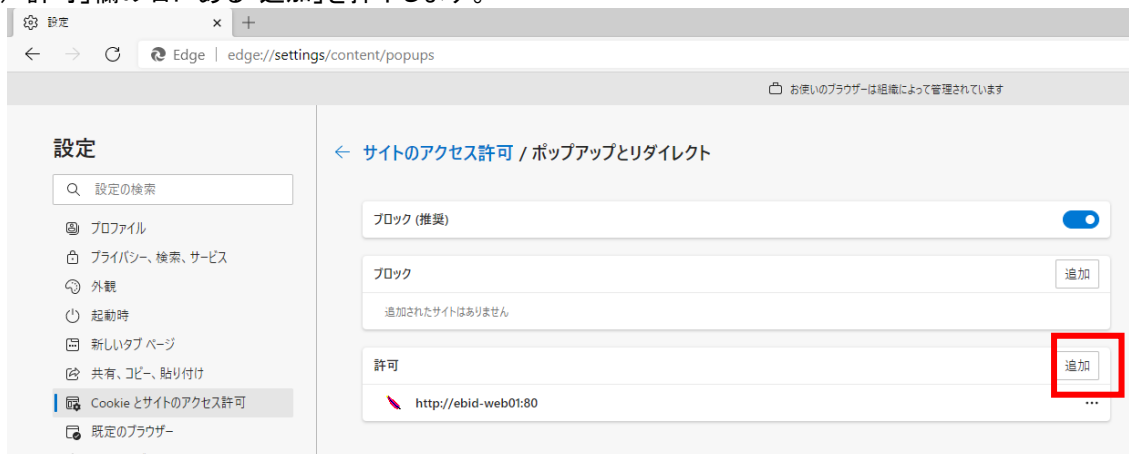 許可」欄の右にある「追加」を押下します。
設定
Edge | edge://settings/content/popups
お使いのブラウザーは組織によって管理されています
設定
サイトのアクセス許可 / ポップアップとリダイレクト
設定の検索
プロファイル
プライバシー、検索、サービス
外観
起動時
新しいタブ ページ
共有、コピー、貼り付け
Cookie とサイトのアクセス許可
既定のブラウザー
ブロック (推奨)
ブロック
追加
追加されたサイトはありません
許可
追加
http://ebid-web01:80